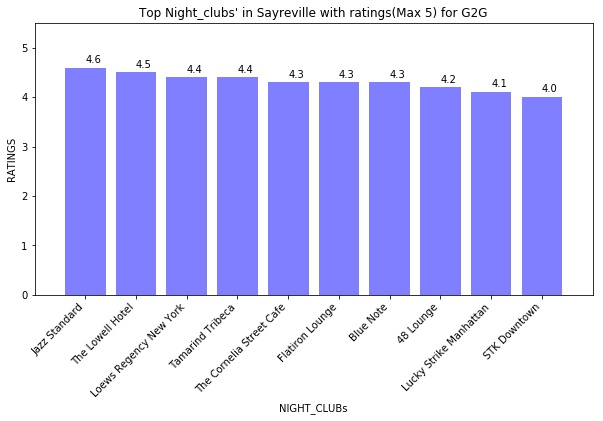 Top Night_clubs' in Sayreville with ratings(Max 5) for G2G
5
4
3
2
1
0
RATINGS
4.6
4.5
4.4
4.4
4.3
4.3
4.3
4.2
4.1
4.0
Jazz Standard
The Lowell Hotel
Loews Regency New York
Tamarind Tribeca
The Cornelia Street Cafe
Flatiron Lounge
Blue Note
48 Lounge
Lucky Strike Manhattan
STK Downtown
NIGHT_CLUBs